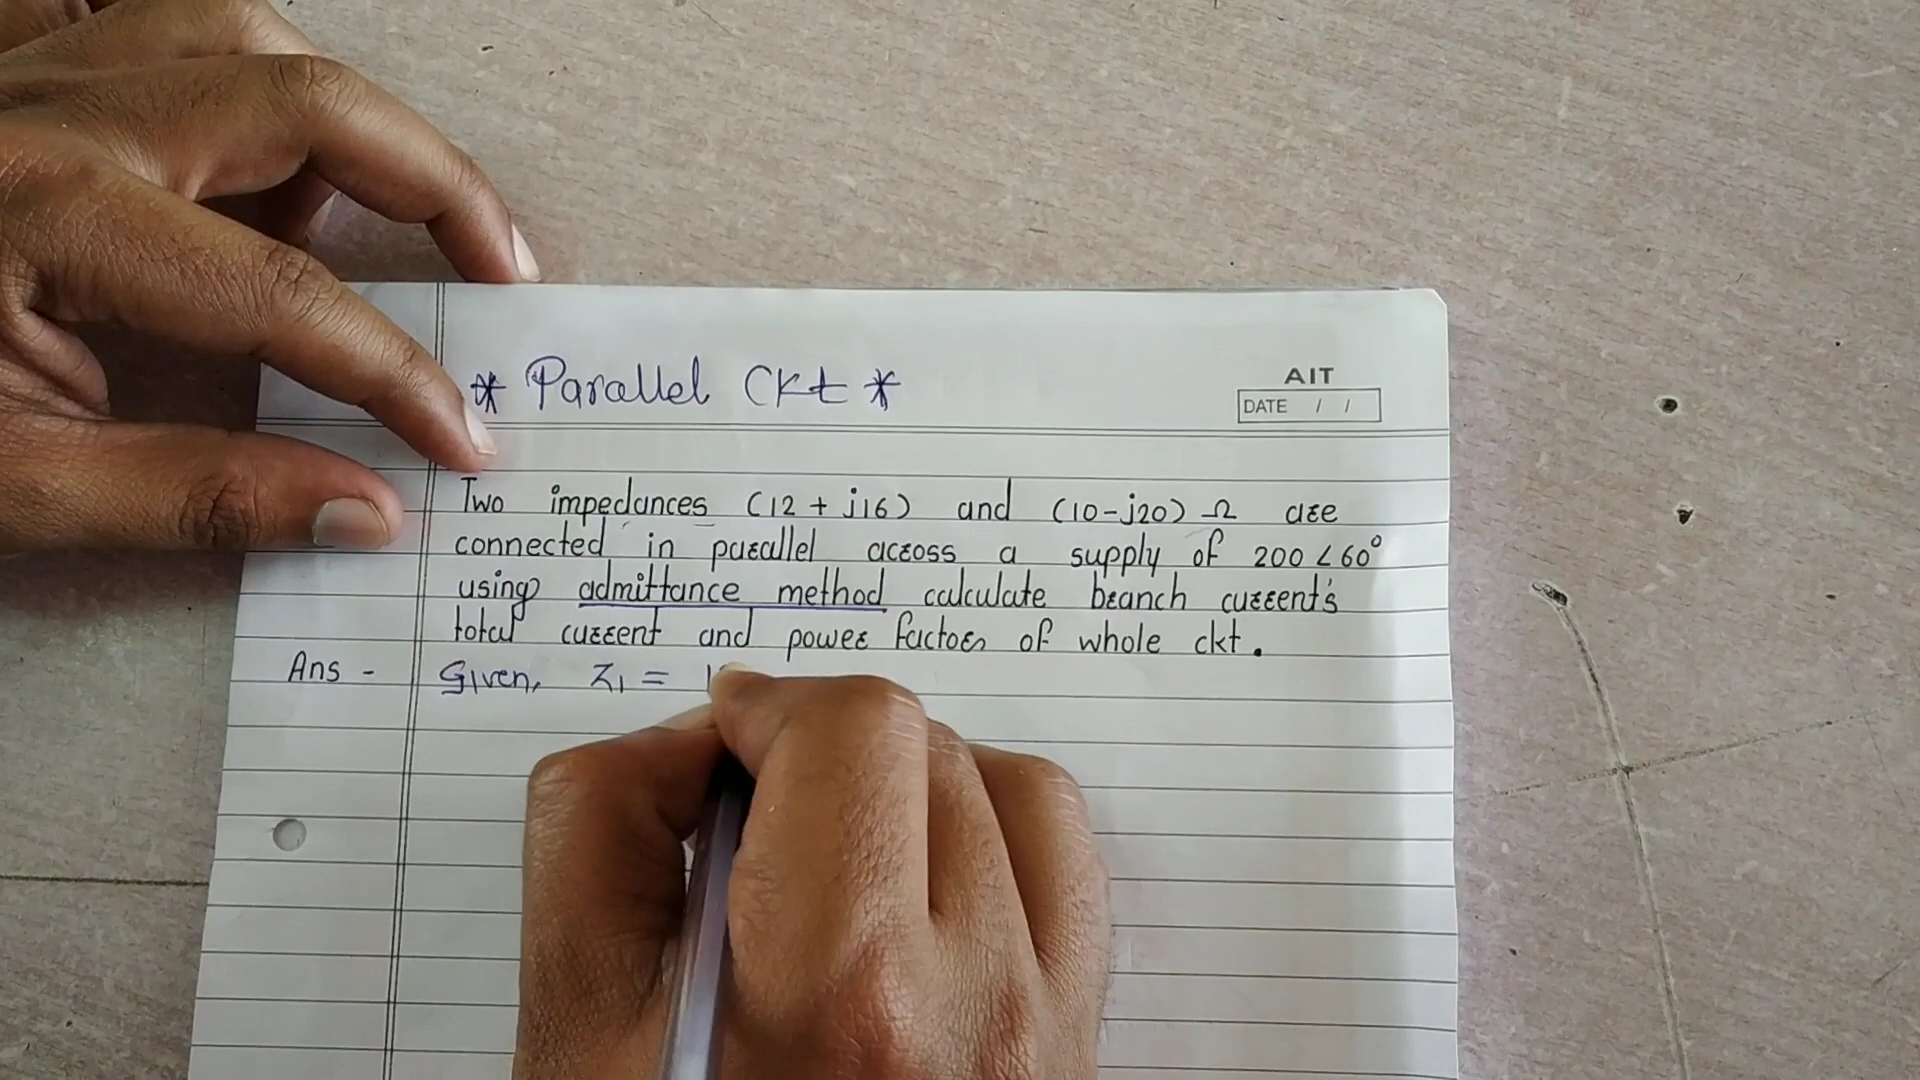 * Parallel Ckt *
AIT
DATE / /
Two impedances (12 + j16) and (10-j20) Ω are
connected in parallel across a supply of 200 ∠60°
using admittance method calculate branch current's
total current and power factor of whole ckt.
Ans - Given, Z1 =